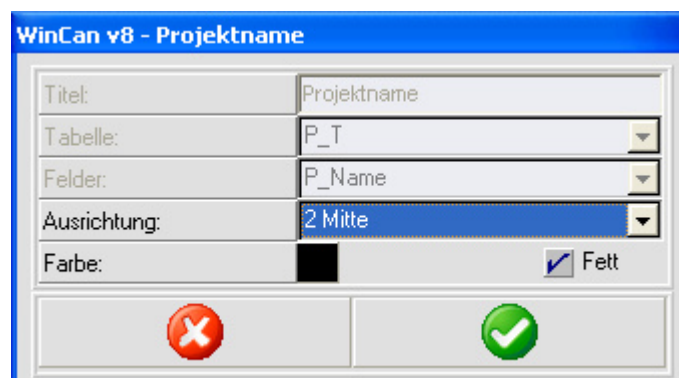 WinCan v8 - Projektname
Titel: Projektname
Tabelle: P_T
Felder: P_Name
Ausrichtung: 2 Mitte
Farbe: Fett